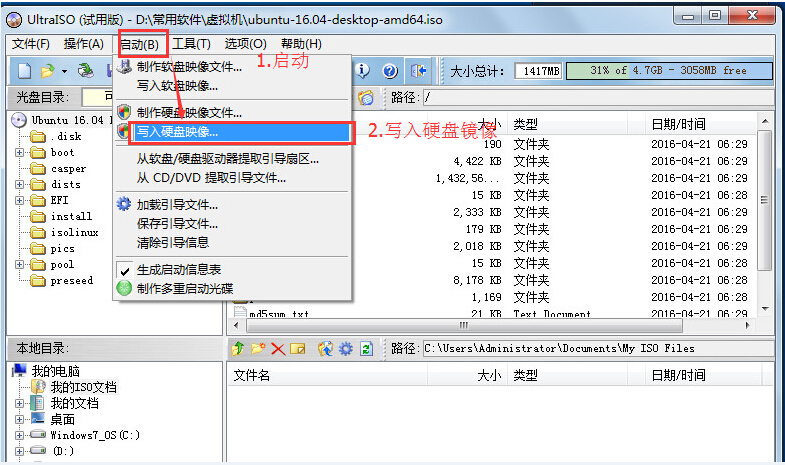 UltraISO (试用版) - D:\常用软件\虚拟机\ubuntu-16.04-desktop-amd64.iso
文件(F) 操作(A) 启动(B) 工具(T) 选项(O) 帮助(H)
1.启动
大小总计: 1417MB 31% of 4.7GB - 3058MB free
光盘目录: 可 路径: /
制作软盘映像文件...
写入软盘映像...
制作硬盘映像文件...
写入硬盘映像...
2.写入硬盘镜像
从软盘/硬盘驱动器提取引导扇区...
从 CD/DVD 提取引导文件...
加载引导文件...
保存引导文件...
清除引导信息
生成启动信息表
制作多重启动光碟
Ubuntu 16.04
.disk
boot
casper
dists
EFI
install
isolinux
pics
pool
preseed
大小 类型 日期/时间
190 文件夹 2016-04-21 06:29
4,422 KB 文件夹 2016-04-21 06:29
1,432,56... 文件夹 2016-04-21 06:29
15 KB 文件夹 2016-04-21 06:28
2,333 KB 文件夹 2016-04-21 06:29
179 KB 文件夹 2016-04-21 06:29
2,018 KB 文件夹 2016-04-21 06:29
15 KB 文件夹 2016-04-21 06:28
8,178 KB 文件夹 2016-04-21 06:28
1,169 文件夹 2016-04-21 06:28
md5sum.txt 21 KB Text Document 2016-04-21 06:29
本地目录: 路径: C:\Users\Administrator\Documents\My ISO Files
我的电脑
我的ISO文档
我的文档
桌面
Windows7_OS(C:)
(D:)
文件名 大小 类型 日期/时间